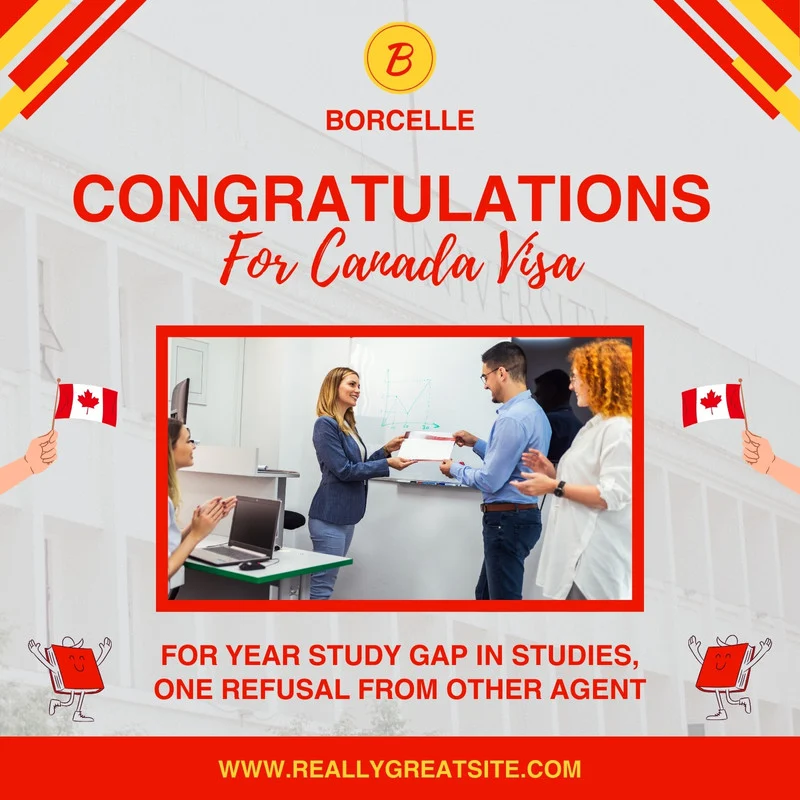 B
BORCELLE
CONGRATULATIONS
For Canada Visa
UNIVERSITY
FOR YEAR STUDY GAP IN STUDIES,
ONE REFUSAL FROM OTHER AGENT
WWW.REALLYGREATSITE.COM